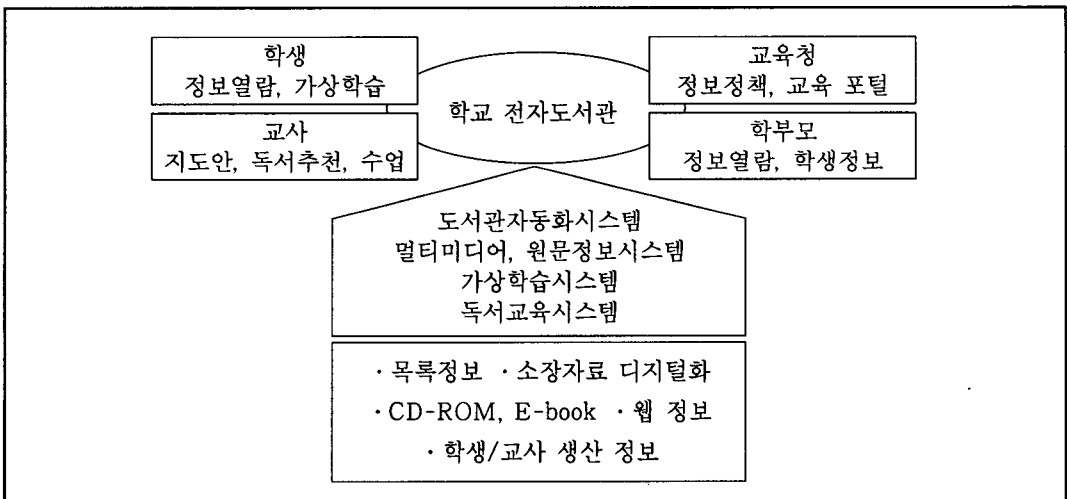 학생
정보열람, 가상학습
교사
지도안, 독서추천, 수업
학교 전자도서관
교육청
정보정책, 교육 포털
학부모
정보열람, 학생정보
도서관자동화시스템
멀티미디어, 원문정보시스템
가상학습시스템
독서교육시스템
· 목록정보 · 소장자료 디지털화
· CD-ROM, E-book · 웹 정보
· 학생/교사 생산 정보